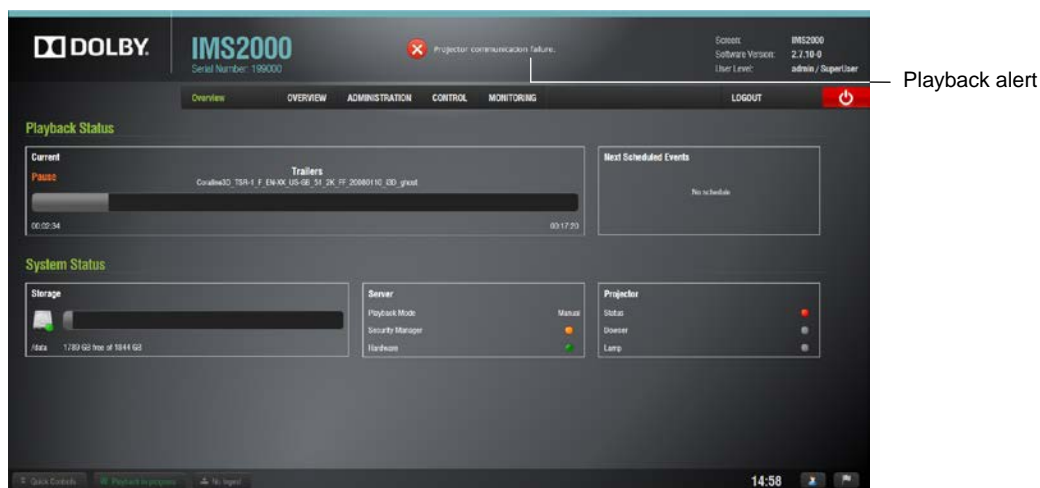 DOLBY.
IMS2000
Serial Number: 199000
Projector communication failure.
Screen: IMS2000
Software Version: 2.7.10-0
User Level: admin / SuperUser
Playback alert
Overview OVERVIEW ADMINISTRATION CONTROL MONITORING LOGOUT
Playback Status
Current
Pause
Trailers
Coraline3D_TSR-1_F_EN-XX_US-GB_51_2K_FF_20080110_I3D_ghost
00:02:34 00:17:20
Next Scheduled Events
No schedule
System Status
Storage
/data 1789 GB free of 1844 GB
Server
Playback Mode Manual
Security Manager
Hardware
Projector
Status
Dowser
Lamp
Quick Controls Playback in progress No ingest 14:58